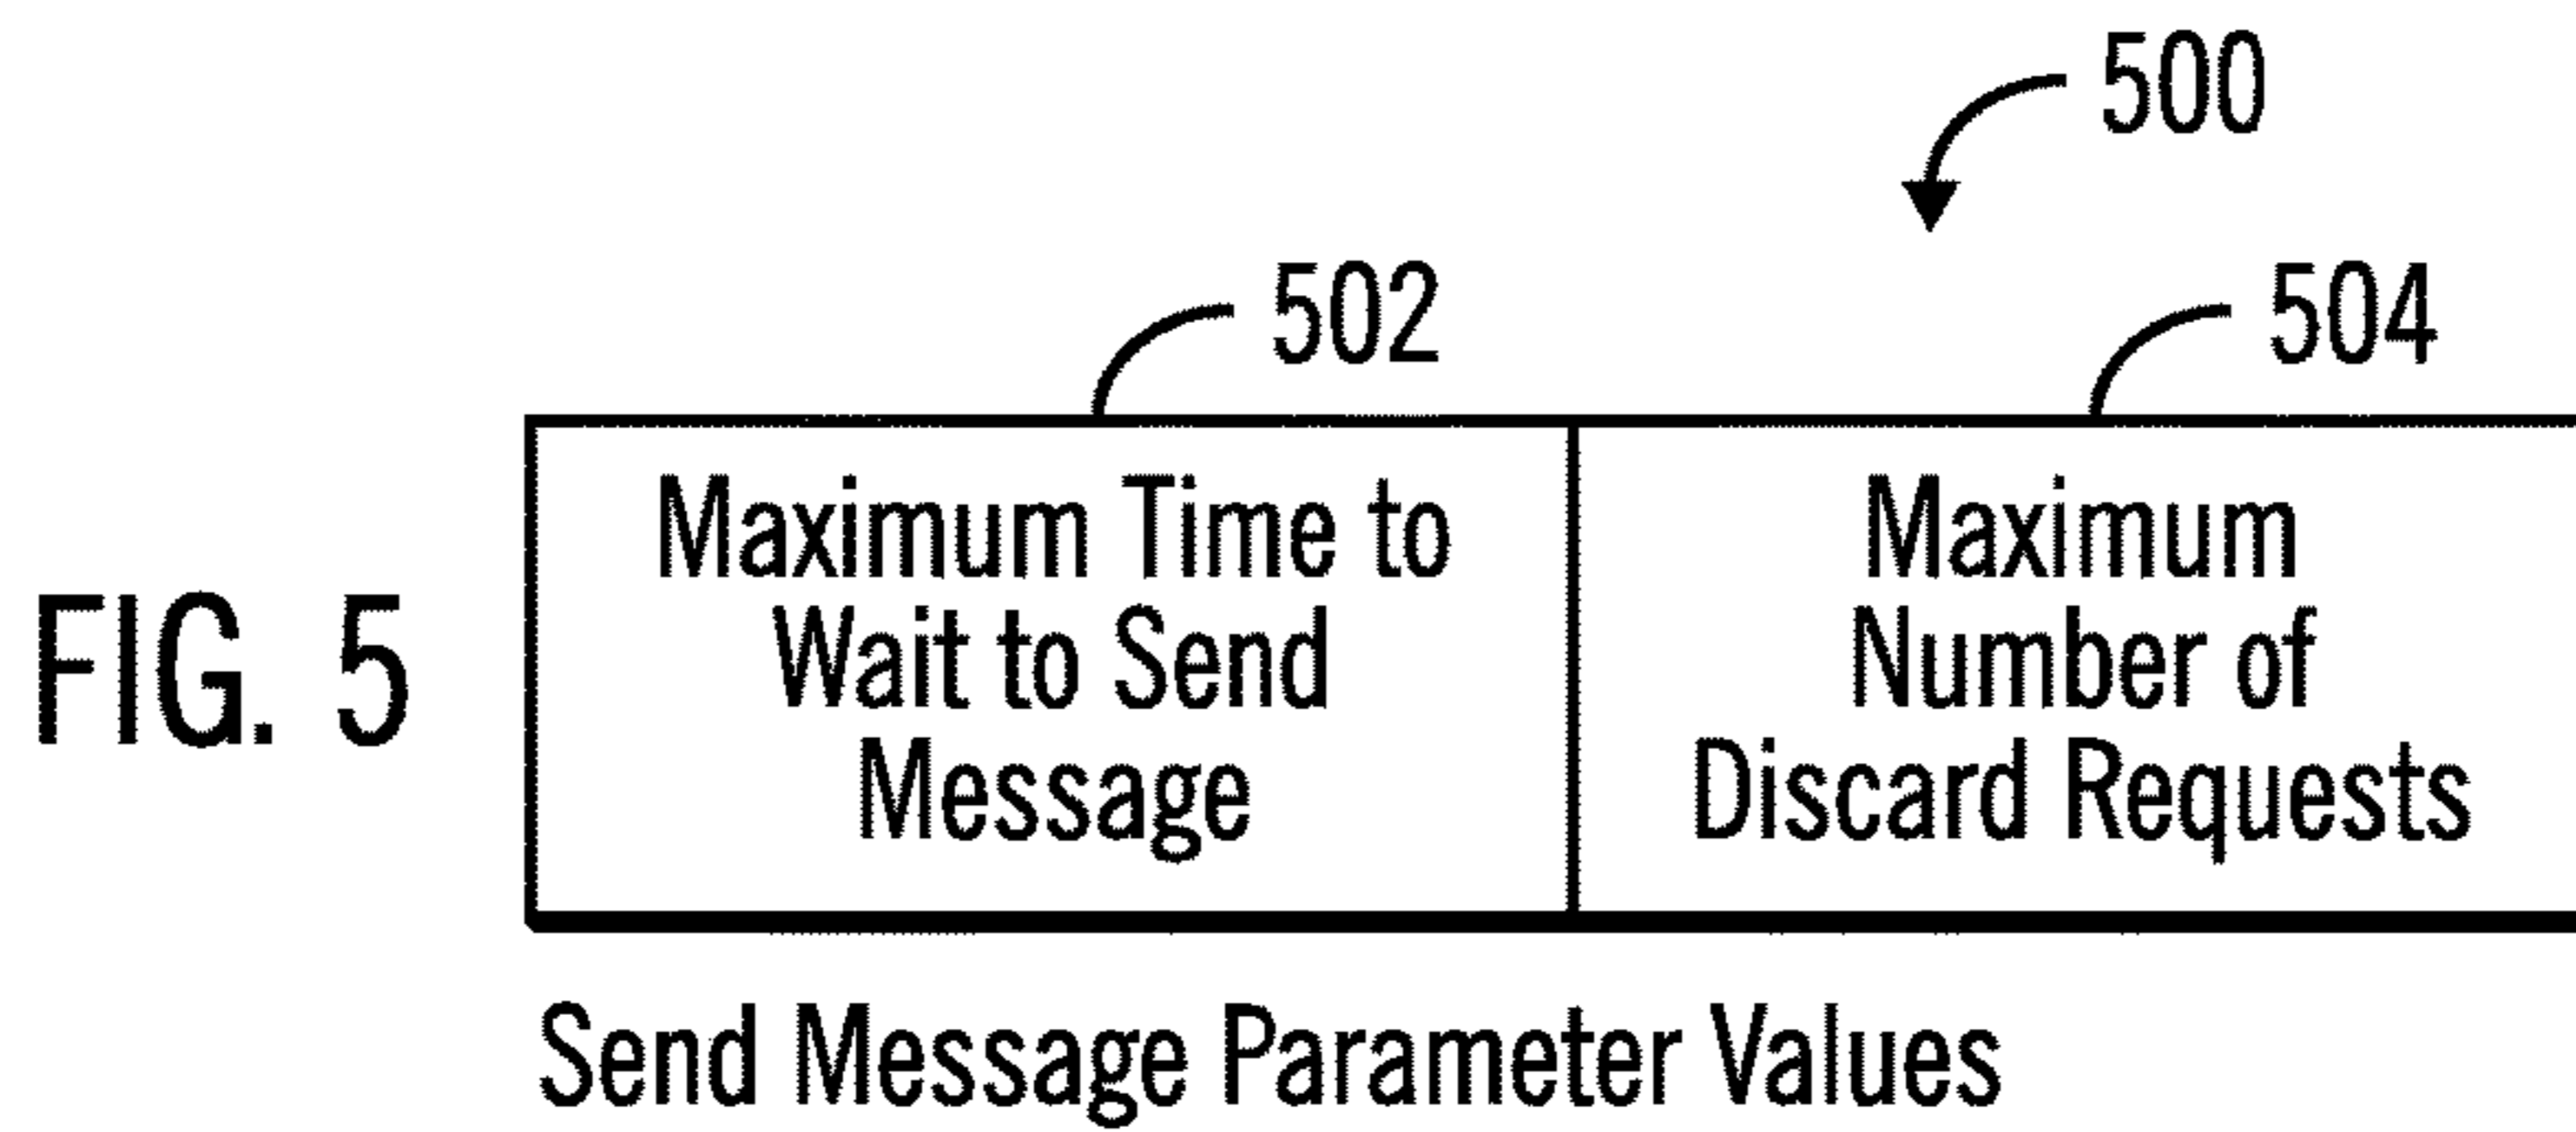 500
502
504
Maximum Time to
Wait to Send
Message
Maximum
Number of
Discard Requests
FIG. 5
Send Message Parameter Values